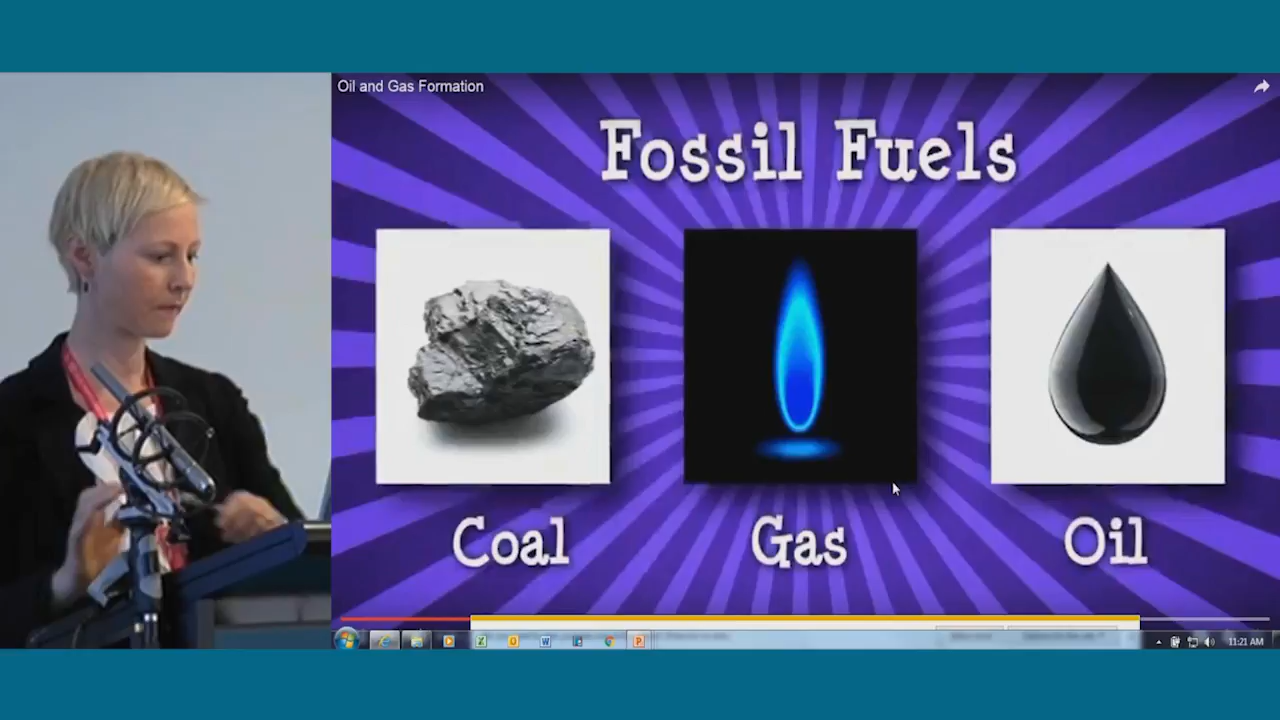 Oil and Gas Formation
Fossil Fuels
Coal
Gas
Oil
11:21 AM